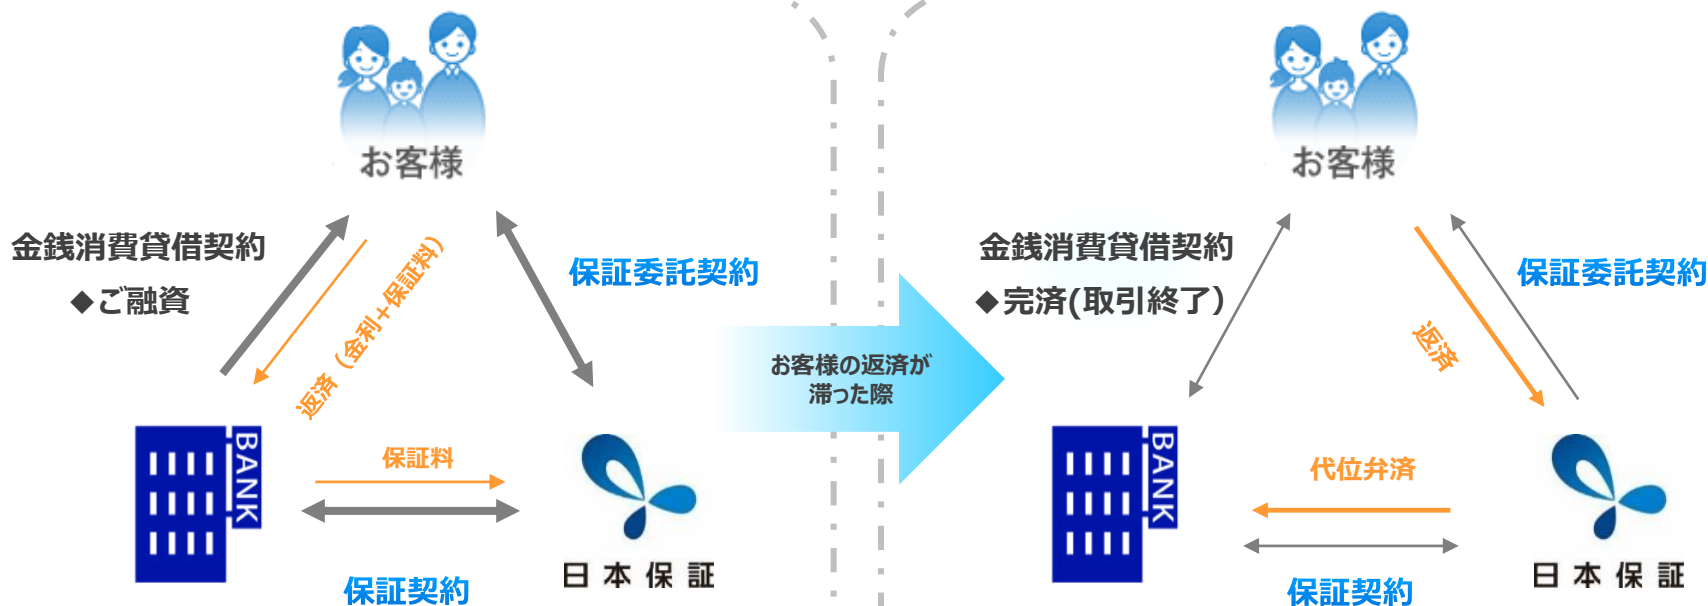 お客様
金銭消費貸借契約
◆ご融資
返済（金利+保証料）
保証委託契約
BANK
保証料
日本保証
保証契約
お客様の返済が
滞った際
お客様
金銭消費貸借契約
◆完済(取引終了）
保証委託契約
返済
BANK
代位弁済
日本保証
保証契約